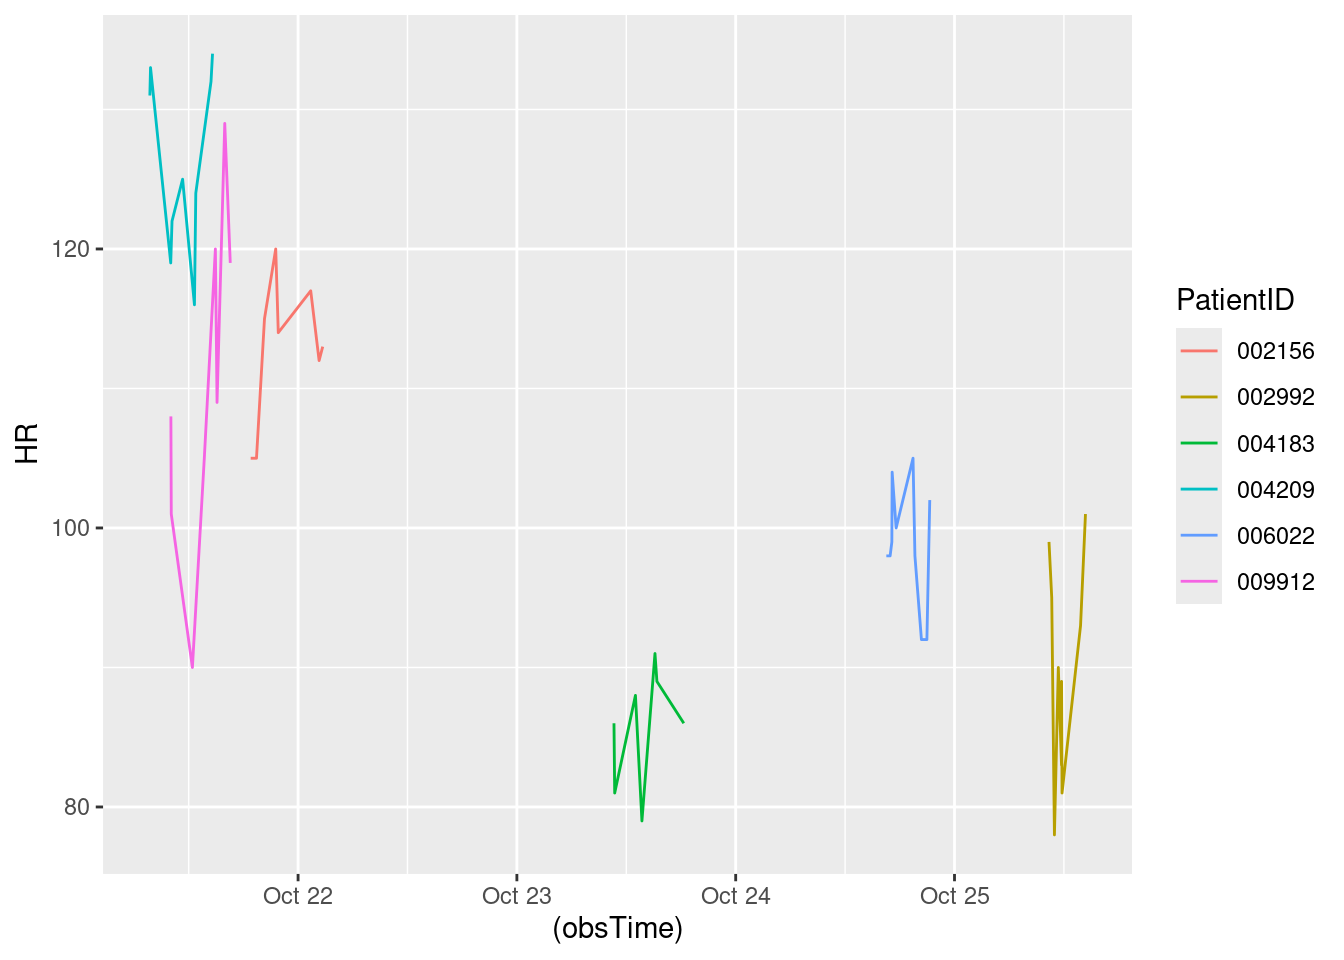 HR
120
100
80
Oct 22
Oct 23
Oct 24
Oct 25
(obsTime)
PatientID
002156
002992
004183
004209
006022
009912